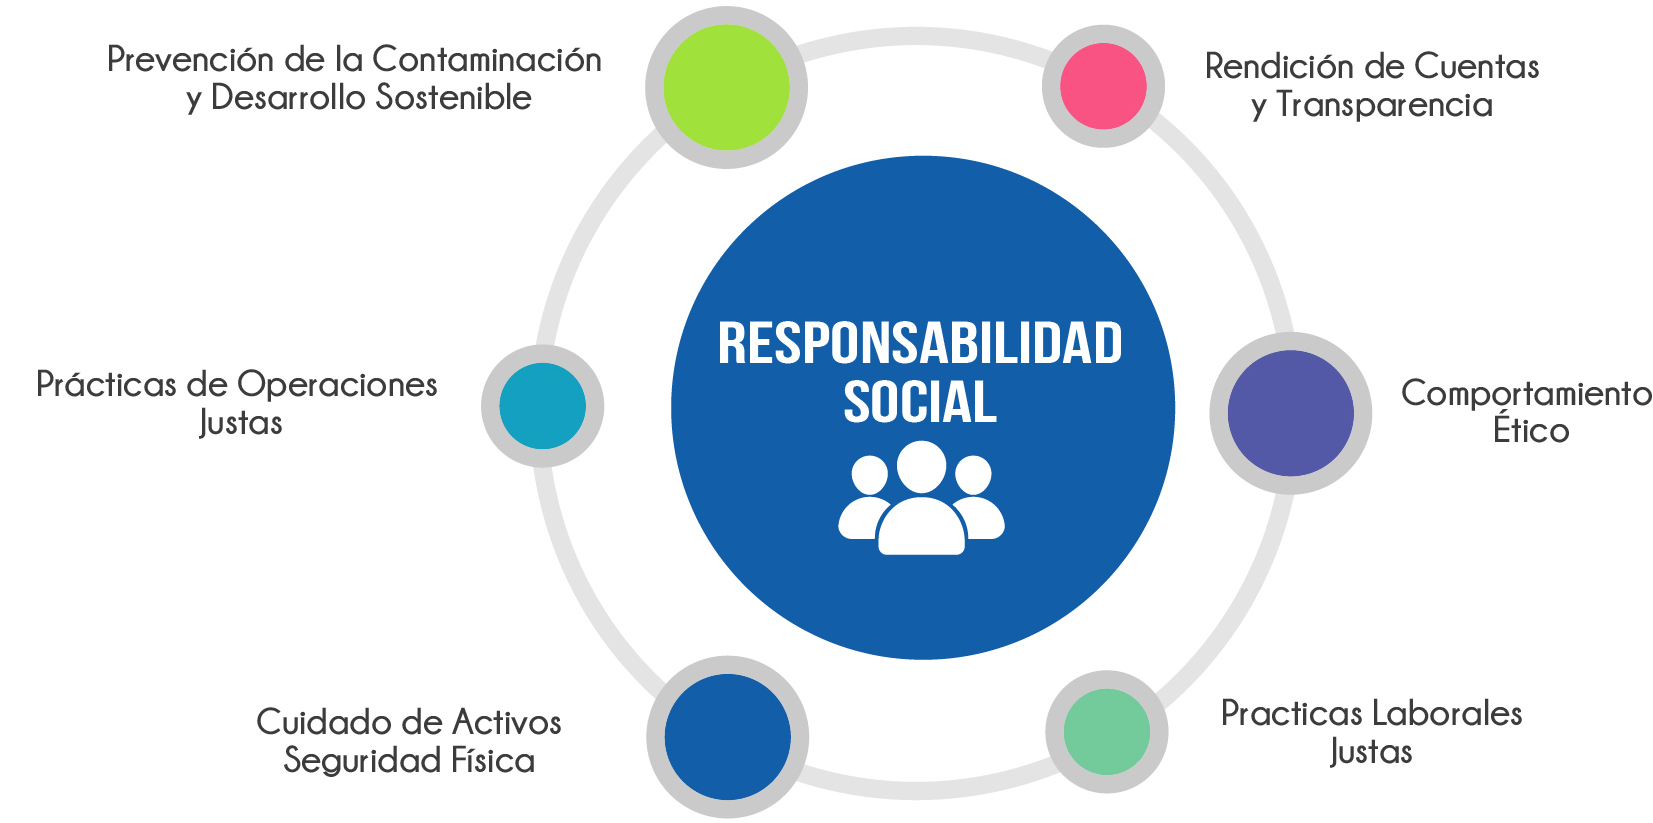 Prevención de la Contaminación
y Desarrollo Sostenible
Rendición de Cuentas
y Transparencia
RESPONSABILIDAD
SOCIAL
Prácticas de Operaciones
Justas
Comportamiento
Ético
Cuidado de Activos
Seguridad Física
Practicas Laborales
Justas